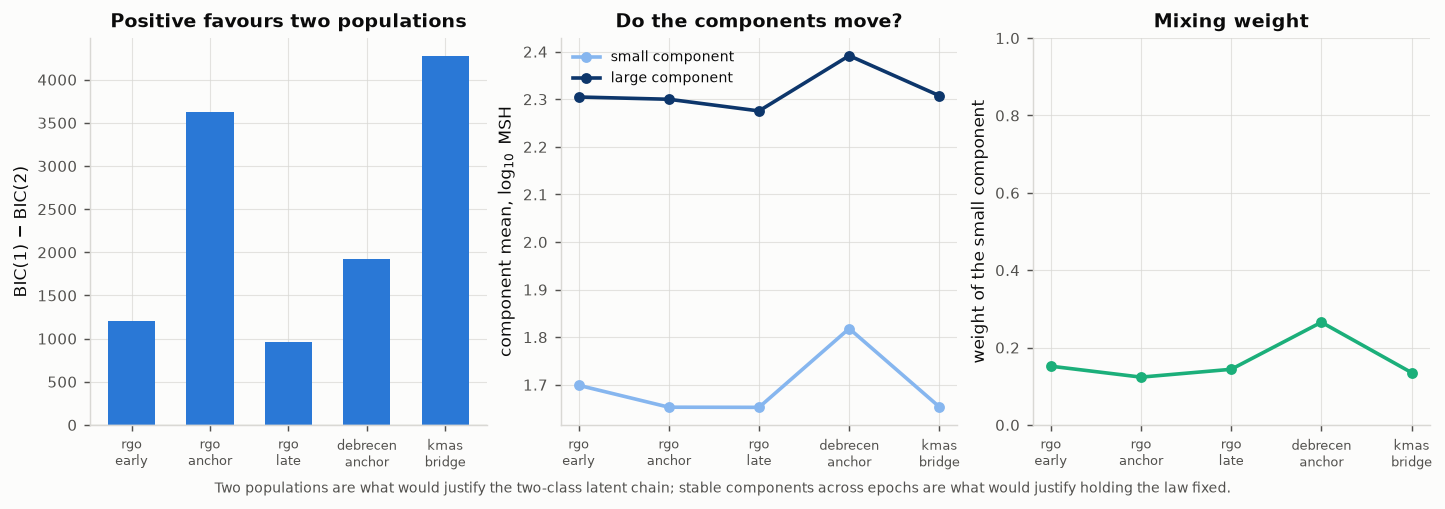 Positive favours two populations
BIC(1) − BIC(2)
4000
3500
3000
2500
2000
1500
1000
500
0
rgo early
rgo anchor
rgo late
debrecen anchor
kmas bridge
Do the components move?
component mean, log₁₀ MSH
small component
large component
2.4
2.3
2.2
2.1
2.0
1.9
1.8
1.7
rgo early
rgo anchor
rgo late
debrecen anchor
kmas bridge
Mixing weight
weight of the small component
1.0
0.8
0.6
0.4
0.2
0.0
rgo early
rgo anchor
rgo late
debrecen anchor
kmas bridge
Two populations are what would justify the two-class latent chain; stable components across epochs are what would justify holding the law fixed.